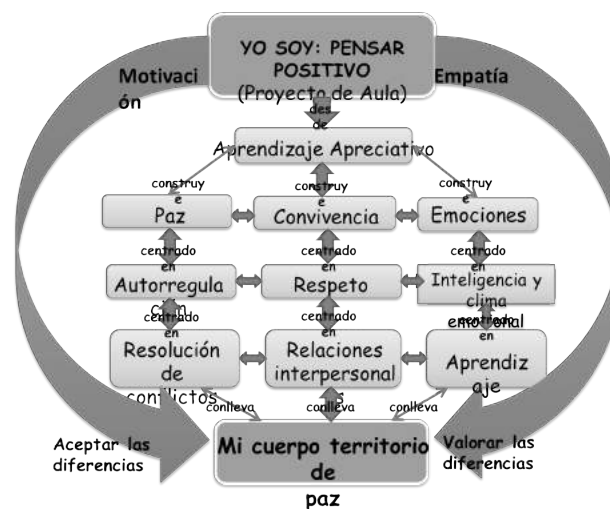 YO SOY: PENSAR
POSITIVO
(Proyecto de Aula)
Motivaci
ón
Empatía
des
de
Aprendizaje Apreciativo
construy
e
construy
e
construy
e
Paz
Convivencia
Emociones
centrado
en
centrado
en
centrado
en
Autorregula
ción
Respeto
Inteligencia y
clima
emocional
centrado
en
centrado
en
centrado
en
Resolución
de
conflictos
Relaciones
interpersonal
es
Aprendiz
aje
conlleva
conlleva
conlleva
Aceptar las
diferencias
Mi cuerpo territorio
de
paz
Valorar las
diferencias